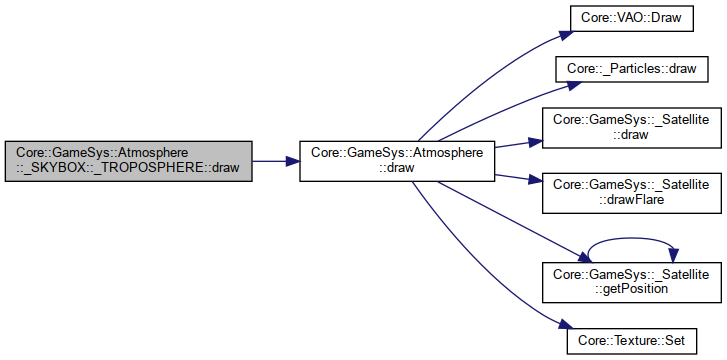 Core::GameSys::Atmosphere
::_SKYBOX::_TROPOSPHERE::draw
Core::GameSys::Atmosphere
::draw
Core::VAO::Draw
Core::_Particles::draw
Core::GameSys::_Satellite
::draw
Core::GameSys::_Satellite
::drawFlare
Core::GameSys::_Satellite
::getPosition
Core::Texture::Set